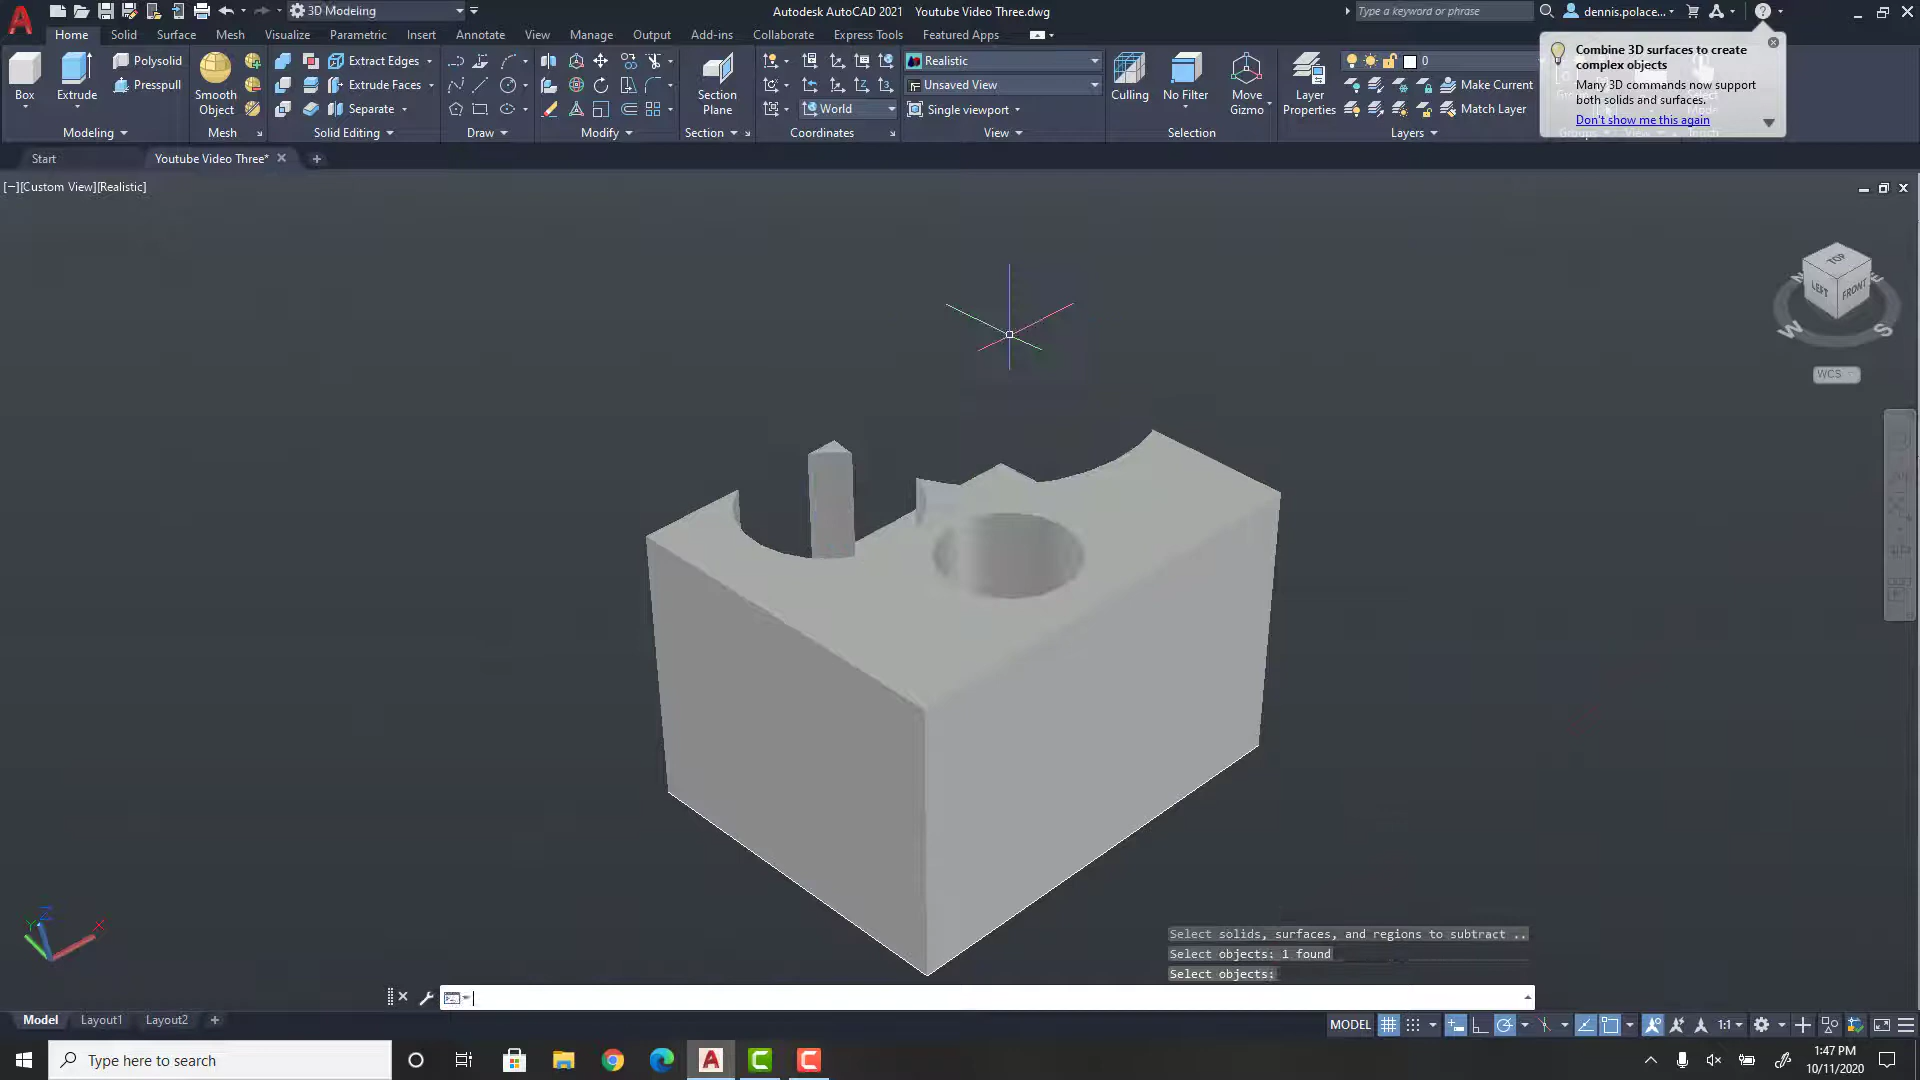 3D Modeling
Autodesk AutoCAD 2021 Youtube Video Three.dwg
Type a keyword or phrase
dennis.polace...
Home Solid Surface Mesh Visualize Parametric Insert Annotate View Manage Output Add-ins Collaborate Express Tools Featured Apps
Box
Extrude
Polysolid
Presspull
Modeling
Smooth
Object
Mesh
Extract Edges
Extrude Faces
Separate
Solid Editing
Draw
Modify
Section
Plane
Section
World
Coordinates
Realistic
Unsaved View
Single viewport
View
Culling
No Filter
Move
Gizmo
Selection
Layer
Properties
0
Make Current
Match Layer
Layers
Combine 3D surfaces to create
complex objects
Many 3D commands now support
both solids and surfaces.
Don't show me this again
Start
Youtube Video Three*
[−][Custom View][Realistic]
TOP
LEFT
FRONT
N
E
W
S
WCS
Y
Z
X
Select solids, surfaces, and regions to subtract ..
Select objects: 1 found
Select objects:
Model Layout1 Layout2
MODEL
1:1
Type here to search
1:47 PM
10/11/2020